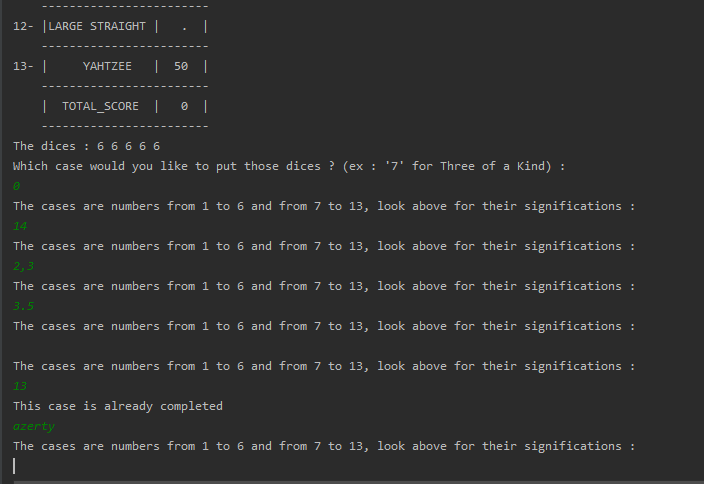 ------------------------
12- |LARGE STRAIGHT |   .  |
------------------------
13- |     YAHTZEE   |  50  |
------------------------
|  TOTAL_SCORE  |   0  |
------------------------
The dices : 6 6 6 6 6
Which case would you like to put those dices ? (ex : '7' for Three of a Kind) :
0
The cases are numbers from 1 to 6 and from 7 to 13, look above for their significations :
14
The cases are numbers from 1 to 6 and from 7 to 13, look above for their significations :
2,3
The cases are numbers from 1 to 6 and from 7 to 13, look above for their significations :
3.5
The cases are numbers from 1 to 6 and from 7 to 13, look above for their significations :
The cases are numbers from 1 to 6 and from 7 to 13, look above for their significations :
13
This case is already completed
azerty
The cases are numbers from 1 to 6 and from 7 to 13, look above for their significations :